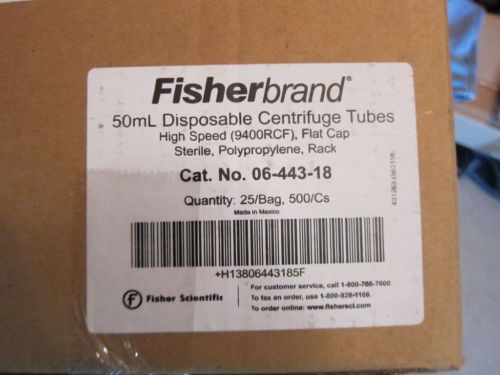 Fisherbrand®
50mL Disposable Centrifuge Tubes
High Speed (9400RCF), Flat Cap
Sterile, Polypropylene, Rack
Cat. No. 06-443-18
Quantity: 25/Bag, 500/Cs
Made in Mexico
+H13806443185F
f Fisher Scientific
For customer service, call 1-800-766-7000
To fax an order, use 1-800-926-1166
To order online: www.fishersci.com